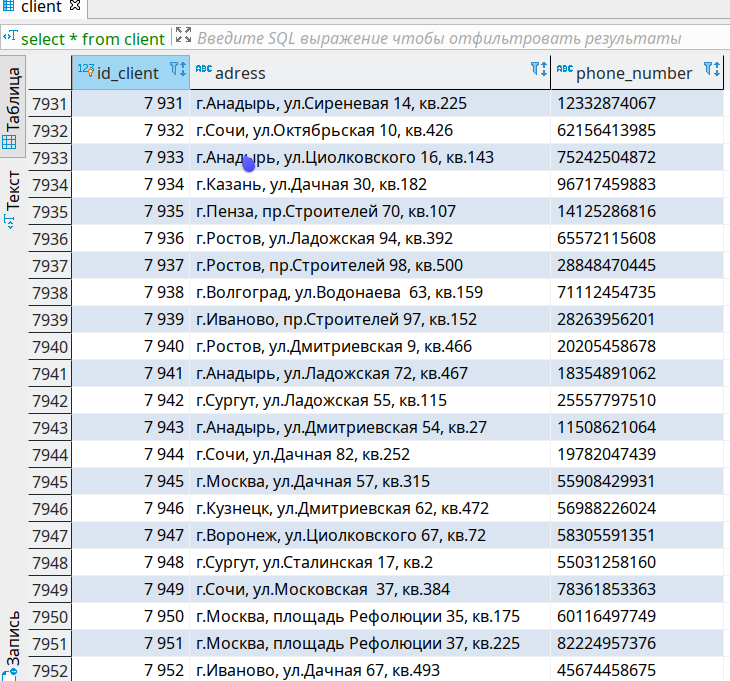 client
select * from client Введите SQL выражение чтобы отфильтровать результаты
Таблица
Текст
Запись
123 id_client ABC adress ABC phone_number
7931 7 931 г.Анадырь, ул.Сиреневая 14, кв.225 12332874067
7932 7 932 г.Сочи, ул.Октябрьская 10, кв.426 62156413985
7933 7 933 г.Анадырь, ул.Циолковского 16, кв.143 75242504872
7934 7 934 г.Казань, ул.Дачная 30, кв.182 96717459883
7935 7 935 г.Пенза, пр.Строителей 70, кв.107 14125286816
7936 7 936 г.Ростов, ул.Ладожская 94, кв.392 65572115608
7937 7 937 г.Ростов, пр.Строителей 98, кв.500 28848470445
7938 7 938 г.Волгоград, ул.Водонаева  63, кв.159 71112454735
7939 7 939 г.Иваново, пр.Строителей 97, кв.152 28263956201
7940 7 940 г.Ростов, ул.Дмитриевская 9, кв.466 20205458678
7941 7 941 г.Анадырь, ул.Ладожская 72, кв.467 18354891062
7942 7 942 г.Сургут, ул.Ладожская 55, кв.115 25557797510
7943 7 943 г.Анадырь, ул.Дмитриевская 54, кв.27 11508621064
7944 7 944 г.Сочи, ул.Дачная 82, кв.252 19782047439
7945 7 945 г.Москва, ул.Дачная 57, кв.315 55908429931
7946 7 946 г.Кузнецк, ул.Дмитриевская 62, кв.472 56988226024
7947 7 947 г.Воронеж, ул.Циолковского 67, кв.72 58305591351
7948 7 948 г.Сургут, ул.Сталинская 17, кв.2 55031258160
7949 7 949 г.Сочи, ул.Московская  37, кв.384 78361853363
7950 7 950 г.Москва, площадь Рефолюции 35, кв.175 60116497749
7951 7 951 г.Москва, площадь Рефолюции 37, кв.225 82224957376
7952 7 952 г.Иваново, ул.Дачная 67, кв.493 45674458675